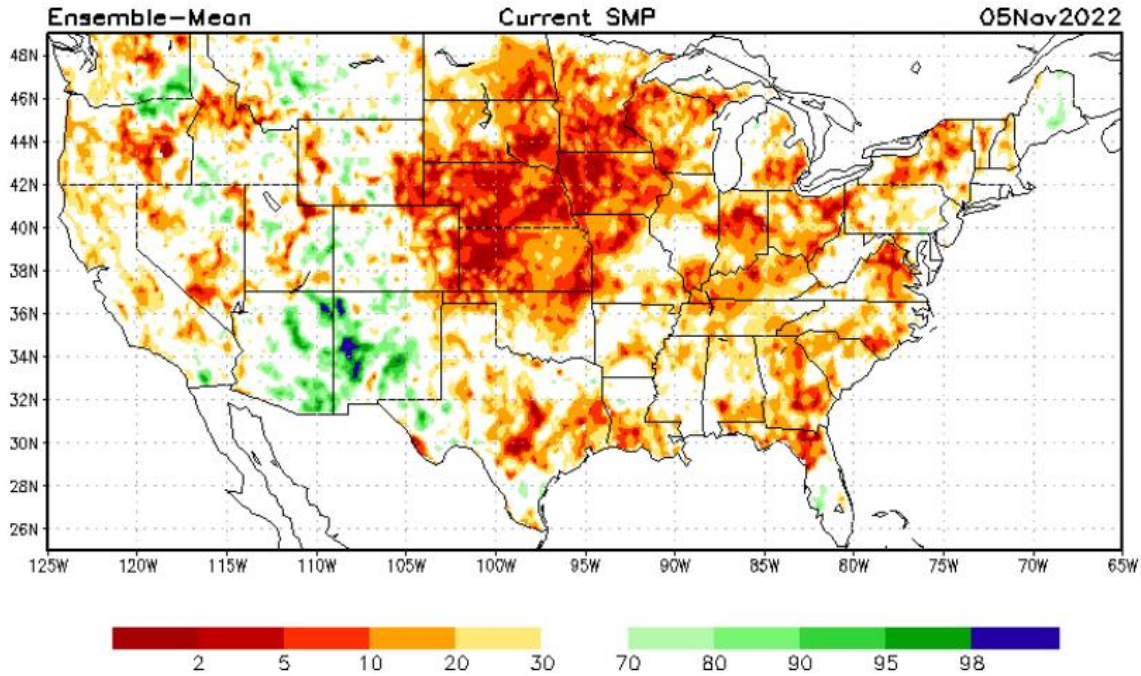 Ensemble-Mean Current SMP 05Nov2022
48N
46N
44N
42N
40N
38N
36N
34N
32N
30N
28N
26N
125W 120W 115W 110W 105W 100W 95W 90W 85W 80W 75W 70W 65W
2 5 10 20 30 70 80 90 95 98